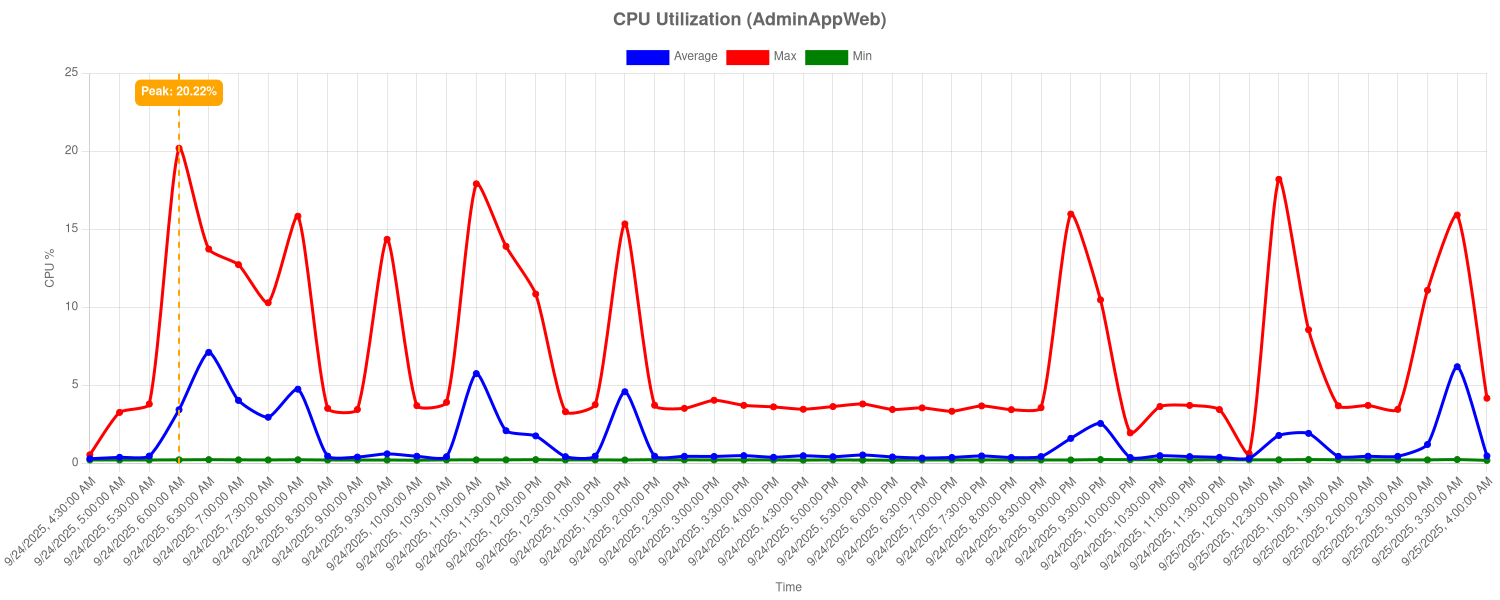 CPU Utilization (AdminAppWeb)
Average Max Min
25
Peak: 20.22%
20
15
CPU %
10
5
0
9/24/2025, 4:30:00 AM
9/24/2025, 5:00:00 AM
9/24/2025, 5:30:00 AM
9/24/2025, 6:00:00 AM
9/24/2025, 6:30:00 AM
9/24/2025, 7:00:00 AM
9/24/2025, 7:30:00 AM
9/24/2025, 8:00:00 AM
9/24/2025, 8:30:00 AM
9/24/2025, 9:00:00 AM
9/24/2025, 9:30:00 AM
9/24/2025, 10:00:00 AM
9/24/2025, 10:30:00 AM
9/24/2025, 11:00:00 AM
9/24/2025, 11:30:00 AM
9/24/2025, 12:00:00 PM
9/24/2025, 12:30:00 PM
9/24/2025, 1:00:00 PM
9/24/2025, 1:30:00 PM
9/24/2025, 2:00:00 PM
9/24/2025, 2:30:00 PM
9/24/2025, 3:00:00 PM
9/24/2025, 3:30:00 PM
9/24/2025, 4:00:00 PM
9/24/2025, 4:30:00 PM
9/24/2025, 5:00:00 PM
9/24/2025, 5:30:00 PM
9/24/2025, 6:00:00 PM
9/24/2025, 6:30:00 PM
9/24/2025, 7:00:00 PM
9/24/2025, 7:30:00 PM
9/24/2025, 8:00:00 PM
9/24/2025, 8:30:00 PM
9/24/2025, 9:00:00 PM
9/24/2025, 9:30:00 PM
9/24/2025, 10:00:00 PM
9/24/2025, 10:30:00 PM
9/24/2025, 11:00:00 PM
9/24/2025, 11:30:00 PM
9/25/2025, 12:00:00 AM
9/25/2025, 12:30:00 AM
9/25/2025, 1:00:00 AM
9/25/2025, 1:30:00 AM
9/25/2025, 2:00:00 AM
9/25/2025, 2:30:00 AM
9/25/2025, 3:00:00 AM
9/25/2025, 3:30:00 AM
9/25/2025, 4:00:00 AM
Time